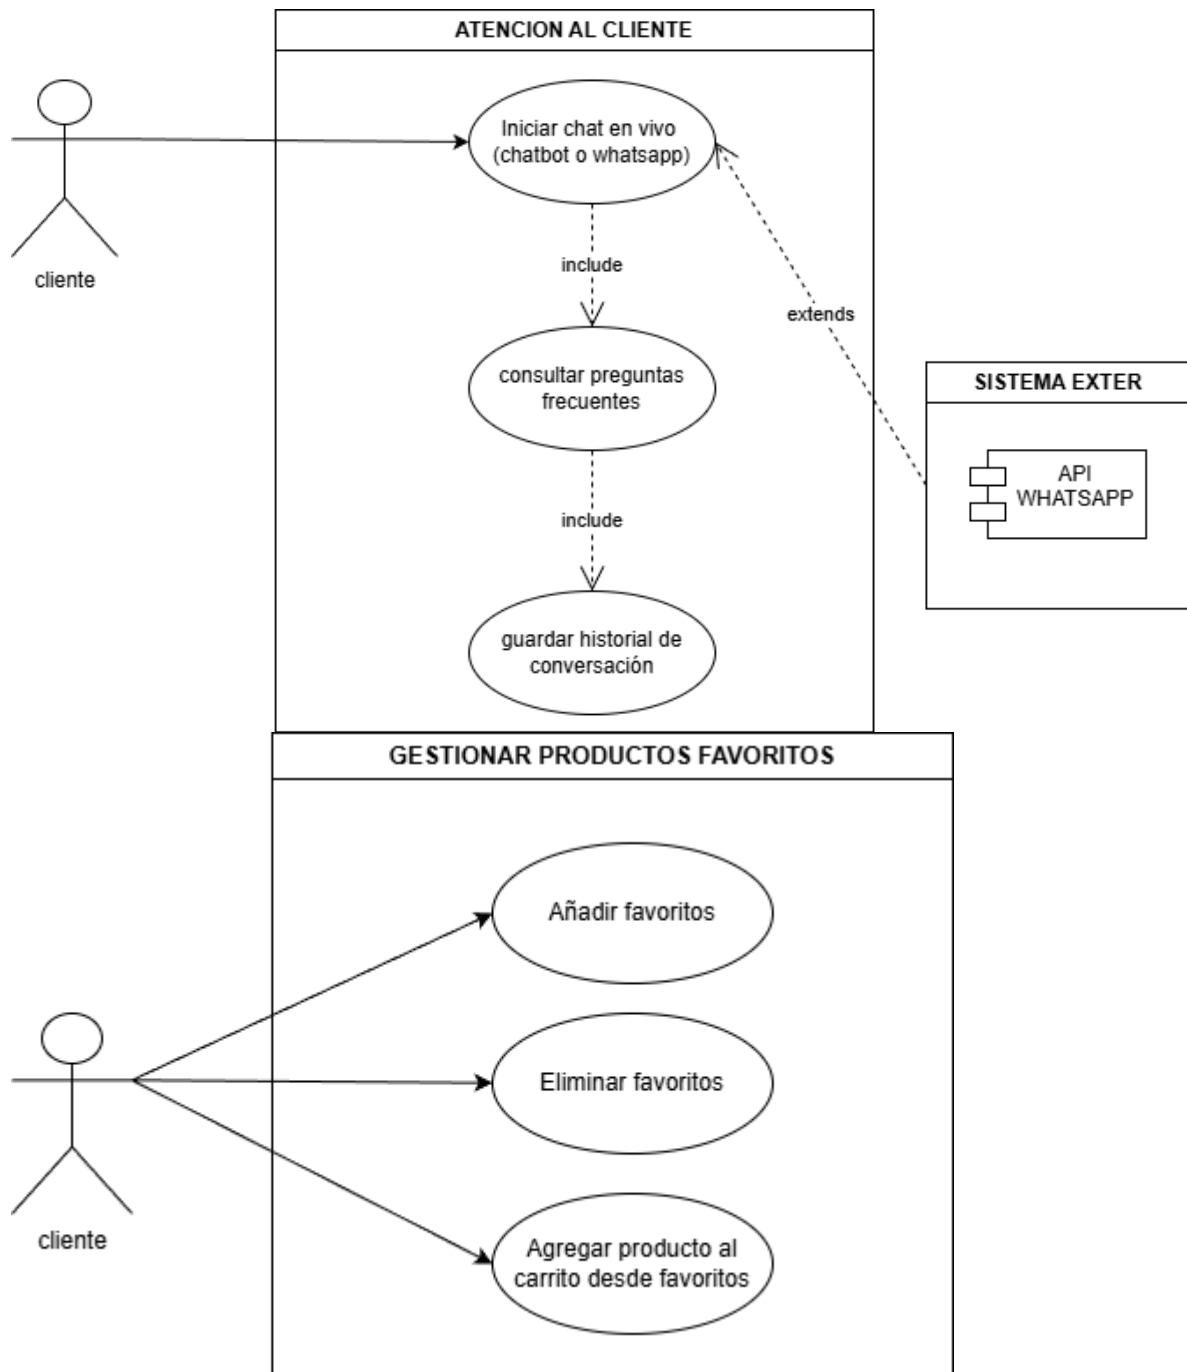 ATENCION AL CLIENTE
Iniciar chat en vivo
(chatbot o whatsapp)
cliente
include
extends
consultar preguntas
frecuentes
SISTEMA EXTER
API
WHATSAPP
include
guardar historial de
conversación
GESTIONAR PRODUCTOS FAVORITOS
Añadir favoritos
Eliminar favoritos
cliente
Agregar producto al
carrito desde favoritos